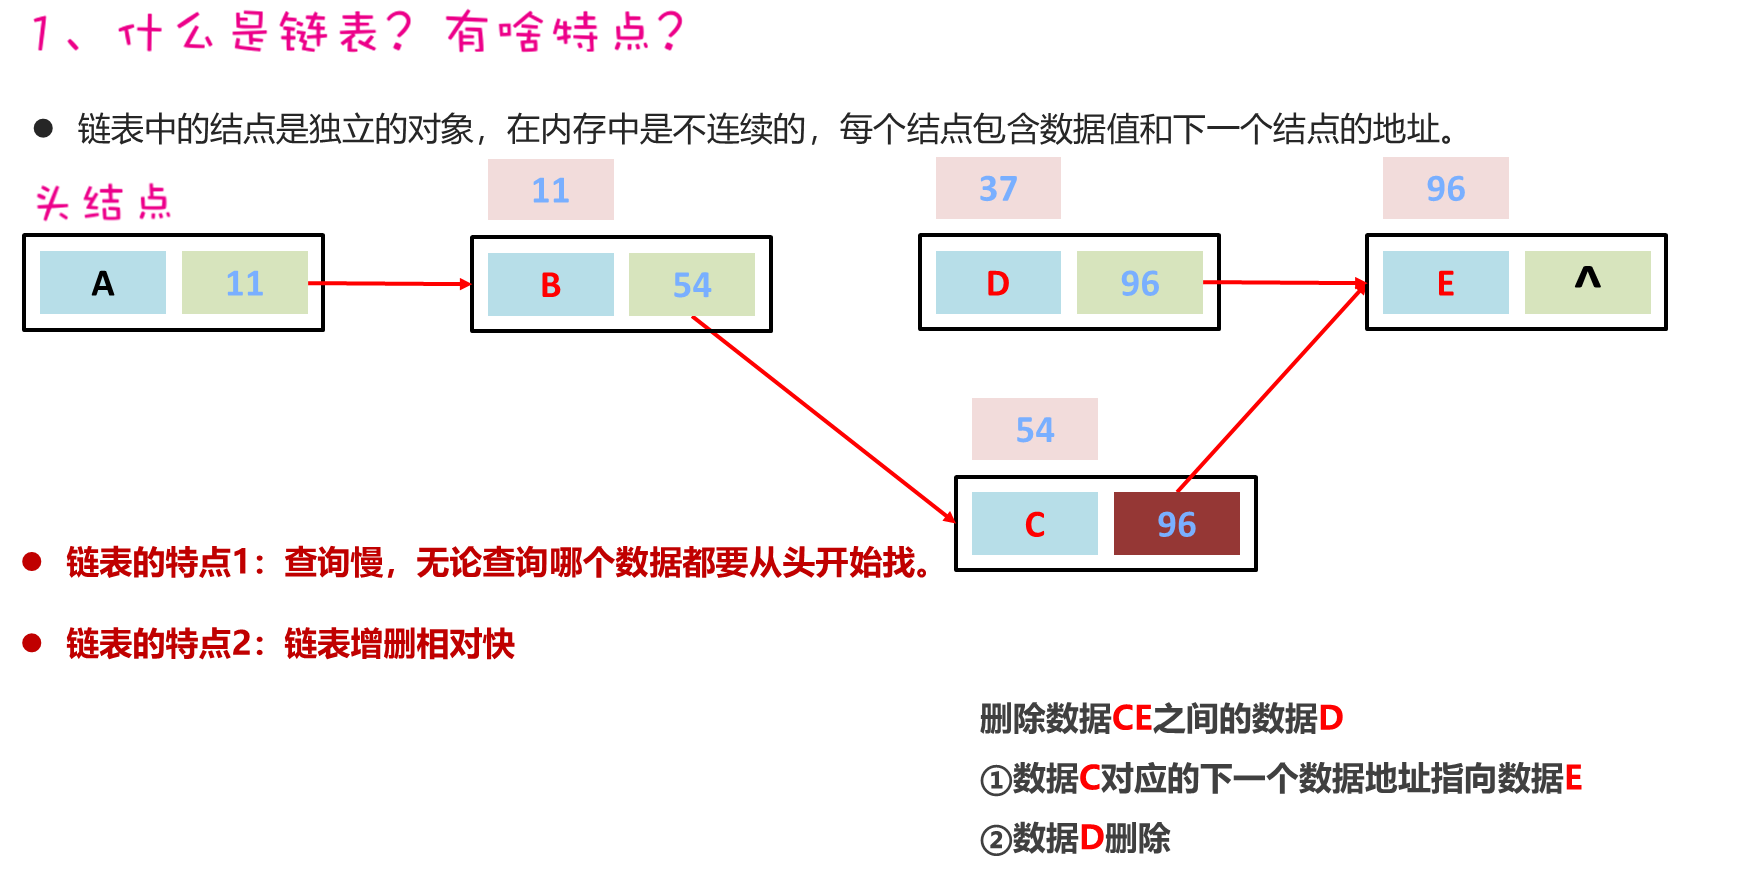 1、什么是链表？有啥特点？
● 链表中的结点是独立的对象，在内存中是不连续的，每个结点包含数据值和下一个结点的地址。
头结点
11
37
96
A 11
B 54
D 96
E ^
54
C 96
● 链表的特点1：查询慢，无论查询哪个数据都要从头开始找。
● 链表的特点2：链表增删相对快
删除数据CE之间的数据D
①数据C对应的下一个数据地址指向数据E
②数据D删除